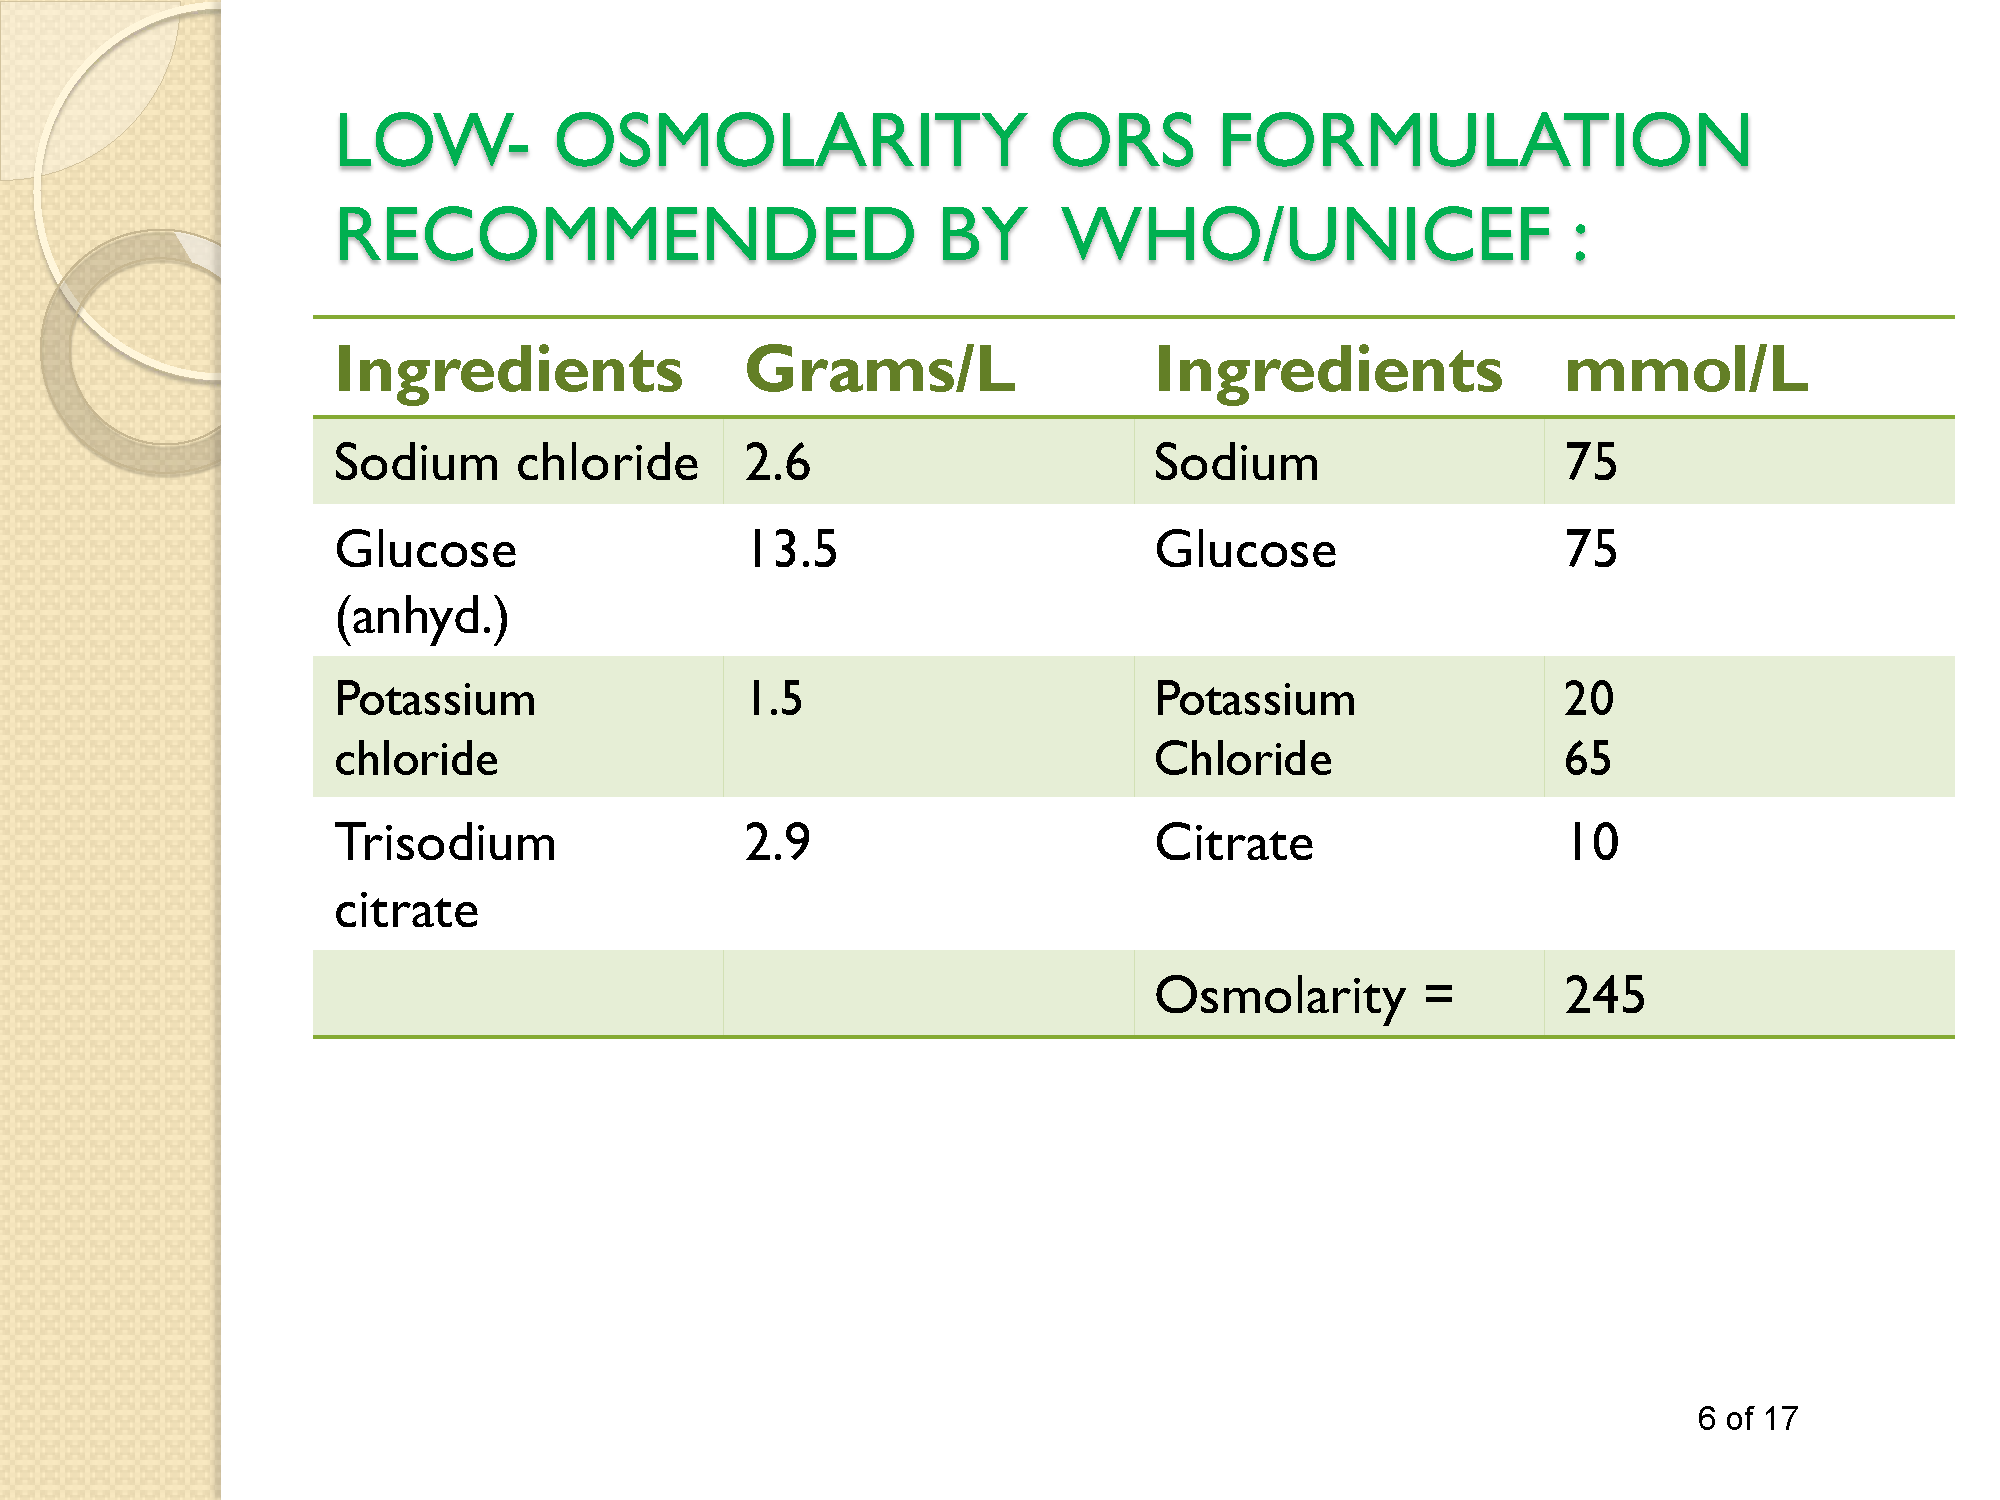 LOW- OSMOLARITY ORS FORMULATION
RECOMMENDED BY WHO/UNICEF :
Ingredients Grams/L Ingredients mmol/L
Sodium chloride 2.6 Sodium 75
Glucose 13.5 Glucose 75
(anhyd.)
Potassium 1.5 Potassium 20
chloride Chloride 65
Trisodium 2.9 Citrate 10
citrate
Osmolarity = 245
6 of 17